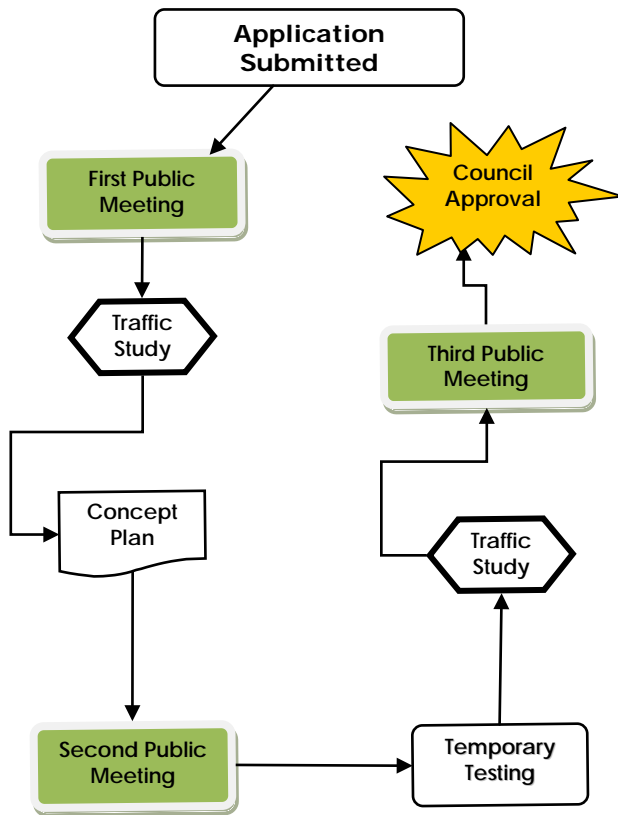 Application
Submitted
First Public
Meeting
Traffic
Study
Concept
Plan
Second Public
Meeting
Temporary
Testing
Traffic
Study
Third Public
Meeting
Council
Approval